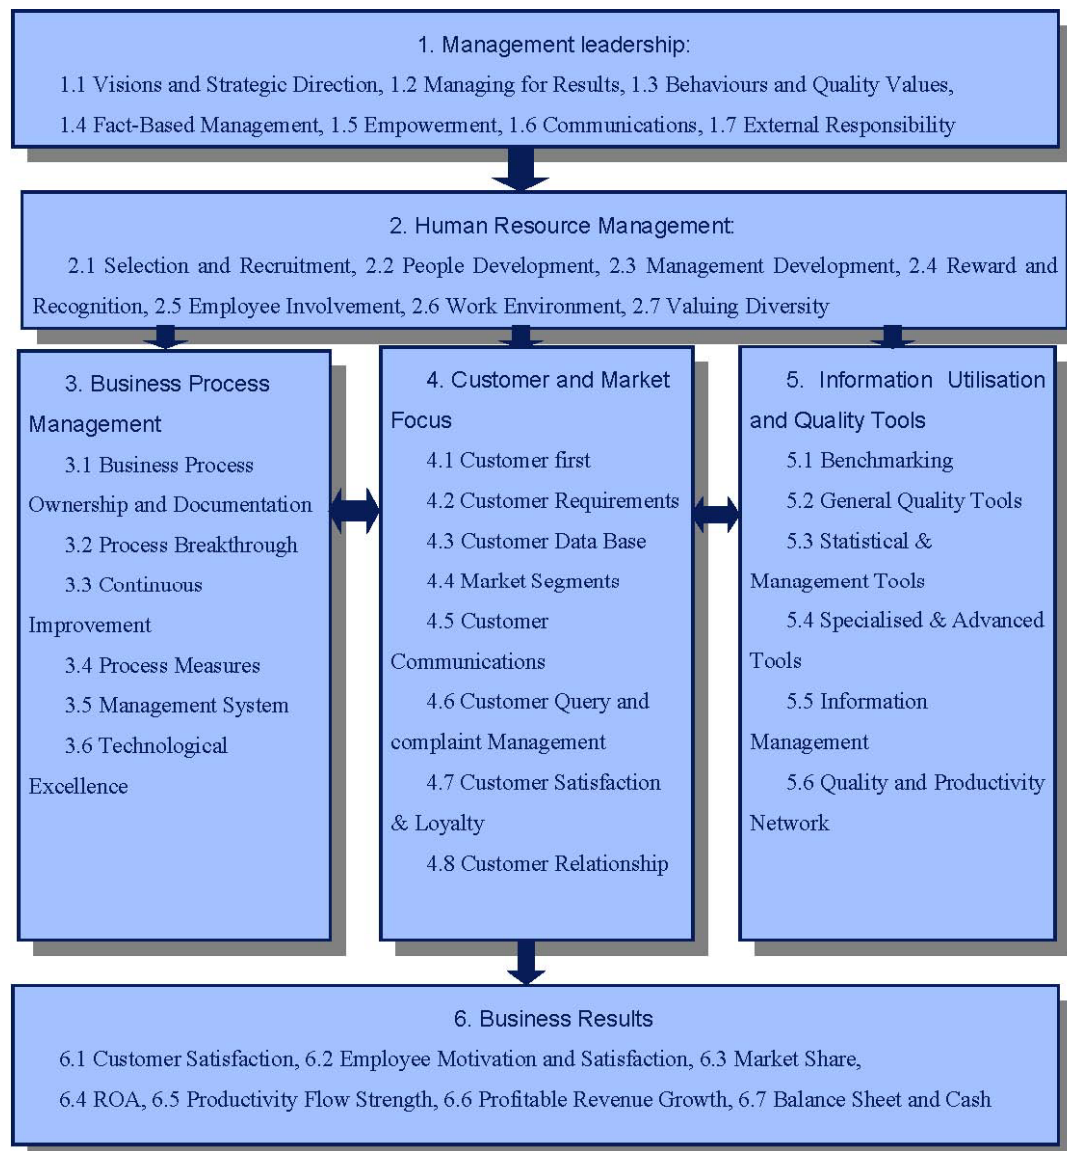 1. Management leadership:
1.1 Visions and Strategic Direction, 1.2 Managing for Results, 1.3 Behaviours and Quality Values,
1.4 Fact-Based Management, 1.5 Empowerment, 1.6 Communications, 1.7 External Responsibility
2. Human Resource Management:
2.1 Selection and Recruitment, 2.2 People Development, 2.3 Management Development, 2.4 Reward and
Recognition, 2.5 Employee Involvement, 2.6 Work Environment, 2.7 Valuing Diversity
3. Business Process
Management
3.1 Business Process
Ownership and Documentation
3.2 Process Breakthrough
3.3 Continuous
Improvement
3.4 Process Measures
3.5 Management System
3.6 Technological
Excellence
4. Customer and Market
Focus
4.1 Customer first
4.2 Customer Requirements
4.3 Customer Data Base
4.4 Market Segments
4.5 Customer
Communications
4.6 Customer Query and
complaint Management
4.7 Customer Satisfaction
& Loyalty
4.8 Customer Relationship
5. Information Utilisation
and Quality Tools
5.1 Benchmarking
5.2 General Quality Tools
5.3 Statistical &
Management Tools
5.4 Specialised & Advanced
Tools
5.5 Information
Management
5.6 Quality and Productivity
Network
6. Business Results
6.1 Customer Satisfaction, 6.2 Employee Motivation and Satisfaction, 6.3 Market Share,
6.4 ROA, 6.5 Productivity Flow Strength, 6.6 Profitable Revenue Growth, 6.7 Balance Sheet and Cash